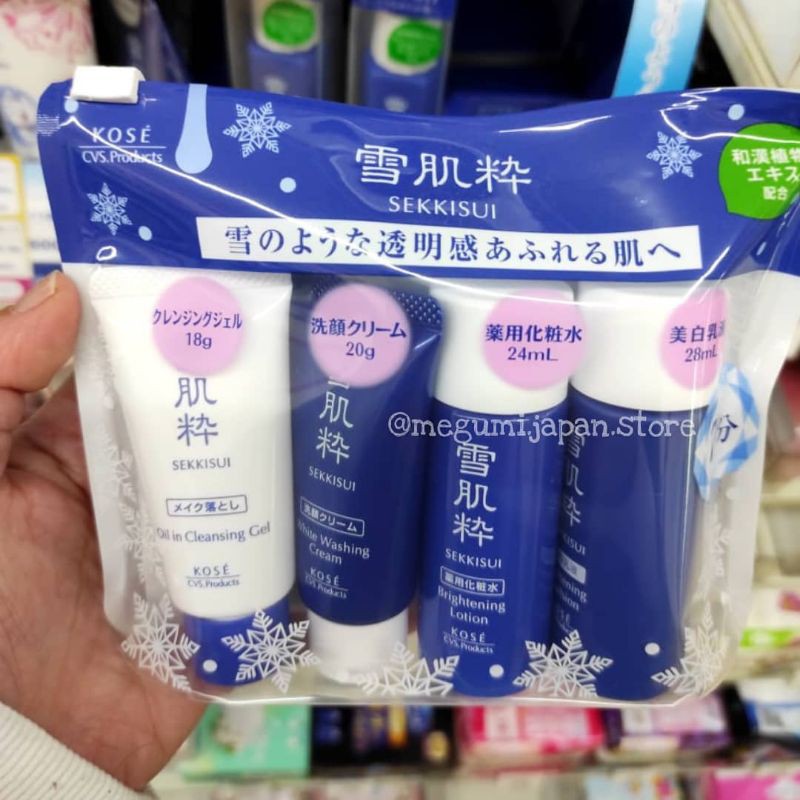 KOSÉ
CVS.Products
雪肌粋
SEKKISUI
和漢植物
エキス
配合
雪のような透明感あふれる肌へ
クレンジングジェル
18g
肌
粋
SEKKISUI
メイク落とし
Oil in Cleansing Gel
KOSÉ
CVS.Products
洗顔クリーム
20g
雪
肌
粋
SEKKISUI
洗顔クリーム
White Washing
Cream
KOSÉ
CVS.Products
薬用化粧水
24mL
雪
肌
粋
SEKKISUI
薬用化粧水
Brightening
Lotion
KOSÉ
CVS.Products
美白乳液
28mL
@megumi.japan.store